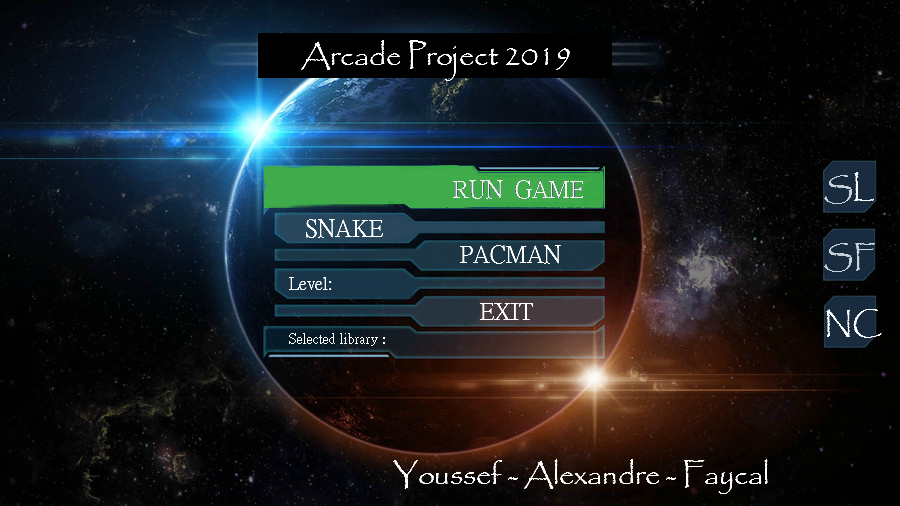 Arcade Project 2019
RUN GAME
SNAKE
PACMAN
Level:
EXIT
Selected library :
SL
SF
NC
Youssef - Alexandre - Faycal